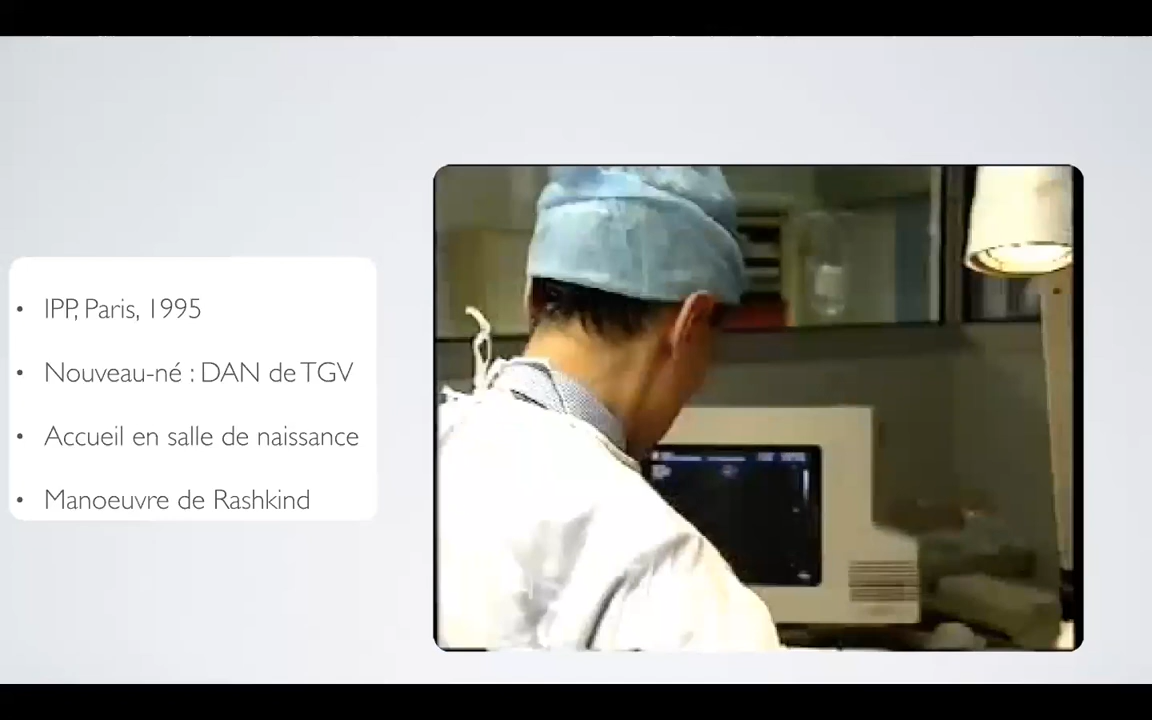 • IPP, Paris, 1995
• Nouveau-né : DAN de TGV
• Accueil en salle de naissance
• Manoeuvre de Rashkind